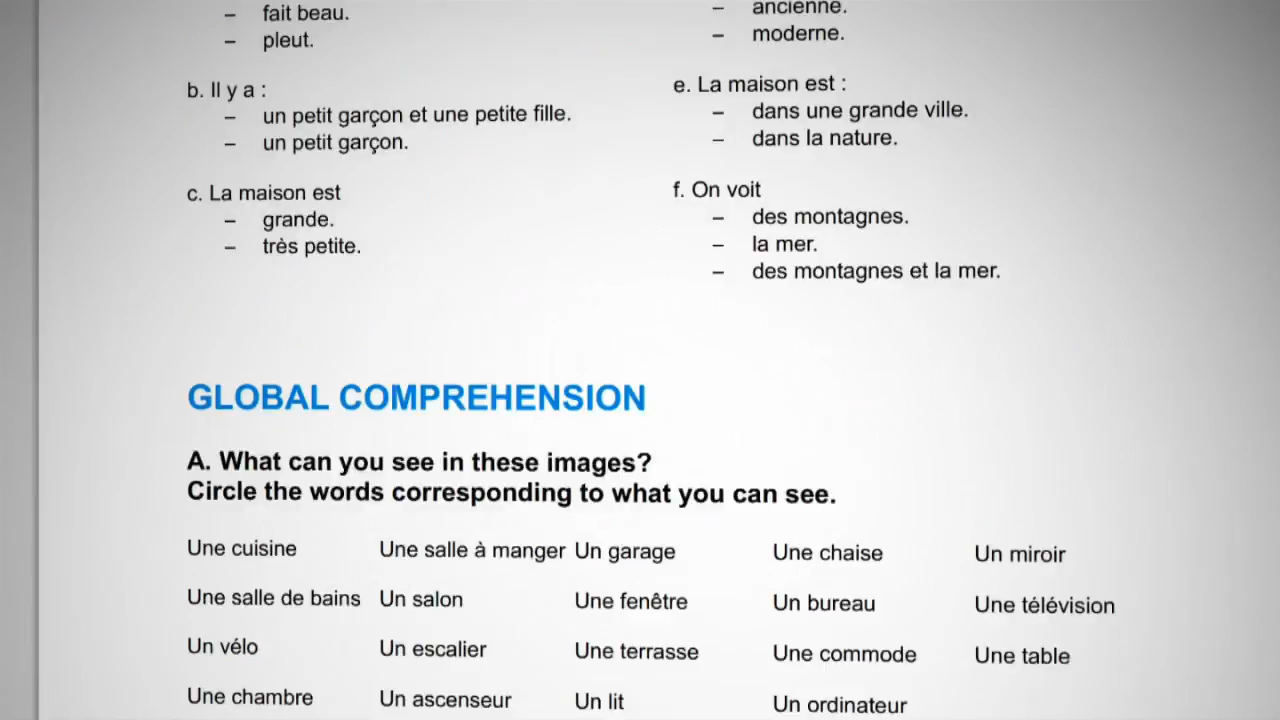 – fait beau.
– pleut.
b. Il y a :
– un petit garçon et une petite fille.
– un petit garçon.
c. La maison est
– grande.
– très petite.
– ancienne.
– moderne.
e. La maison est :
– dans une grande ville.
– dans la nature.
f. On voit
– des montagnes.
– la mer.
– des montagnes et la mer.
GLOBAL COMPREHENSION
A. What can you see in these images?
Circle the words corresponding to what you can see.
Une cuisine Une salle à manger Un garage Une chaise Un miroir
Une salle de bains Un salon Une fenêtre Un bureau Une télévision
Un vélo Un escalier Une terrasse Une commode Une table
Une chambre Un ascenseur Un lit Un ordinateur